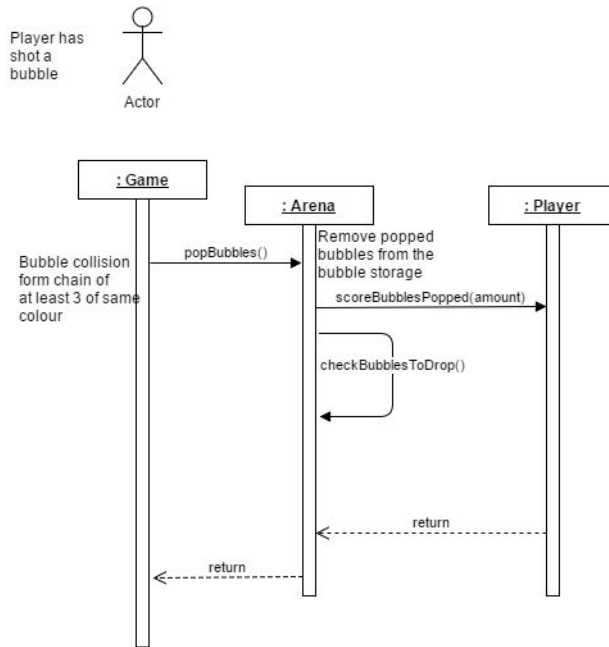 Player has
shot a
bubble
Actor
: Game
: Arena
: Player
Remove popped
bubbles from the
bubble storage
popBubbles()
Bubble collision
form chain of
at least 3 of same
colour
scoreBubblesPopped(amount)
checkBubblesToDrop()
return
return